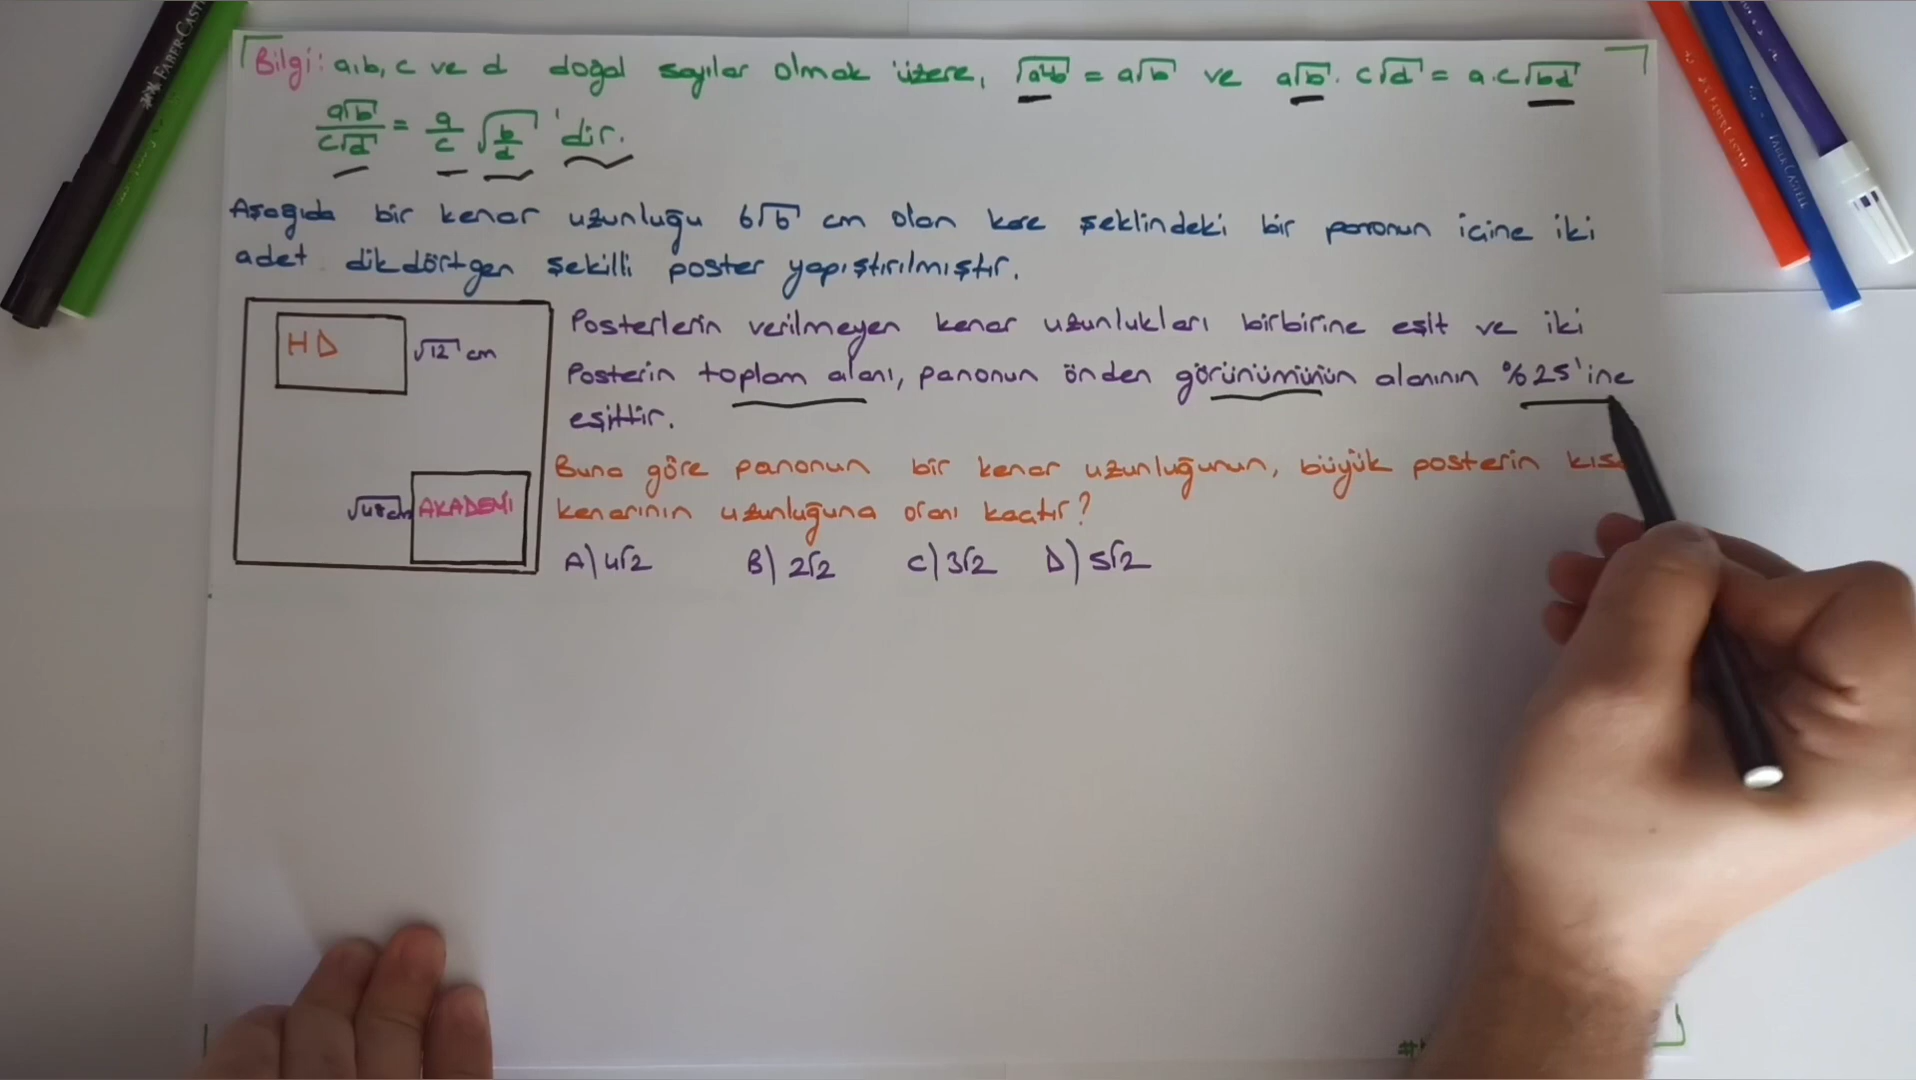 Bilgi: a,b, c ve d doğal sayılar olmak üzere, √a²b = a√b ve a√b . c√d = a.c√bd
a√b/c√d = a/c √b/d 'dir.
Aşağıda bir kenar uzunluğu 6√6 cm olan kare şeklindeki bir panonun içine iki
adet dikdörtgen şekilli poster yapıştırılmıştır.
HD
√12 cm
√48 cm
AKADEMİ
Posterlerin verilmeyen kenar uzunlukları birbirine eşit ve iki
Posterin toplam alanı, panonun önden görünümünün alanının %25'ine
eşittir.
Buna göre panonun bir kenar uzunluğunun, büyük posterin
kenarının uzunluğuna oranı kaçtır?
A) 4√2 B) 2√2 C) 3√2 D) 5√2
FABER-CASTELL